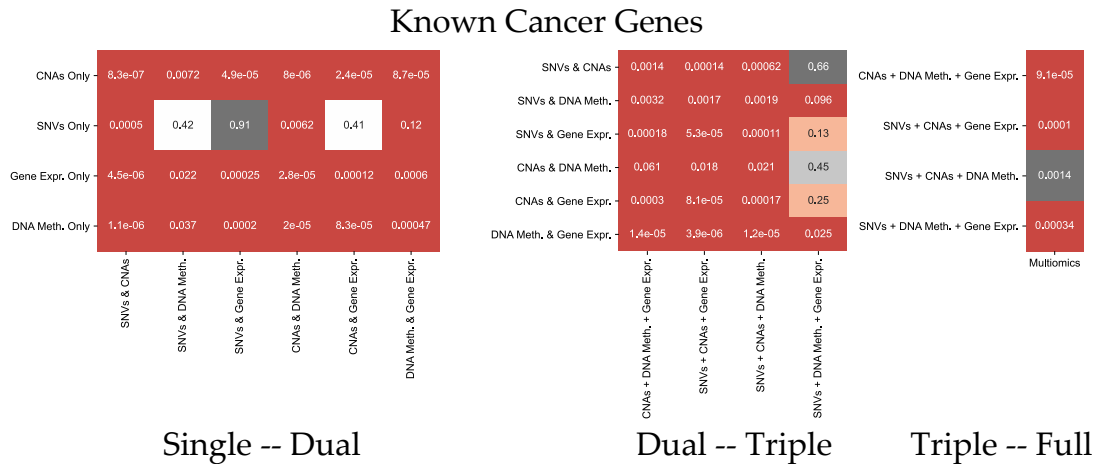 Known Cancer Genes
CNAs Only 8.3e-07 0.0072 4.9e-05 8e-06 2.4e-05 8.7e-05
SNVs Only 0.0005 0.42 0.91 0.0062 0.41 0.12
Gene Expr. Only 4.5e-06 0.022 0.00025 2.8e-05 0.00012 0.0006
DNA Meth. Only 1.1e-06 0.037 0.0002 2e-05 8.3e-05 0.00047
SNVs & CNAs
SNVs & DNA Meth.
SNVs & Gene Expr.
CNAs & DNA Meth.
CNAs & Gene Expr.
DNA Meth. & Gene Expr.
Single -- Dual
SNVs & CNAs 0.0014 0.00014 0.00062 0.66
SNVs & DNA Meth. 0.0032 0.0017 0.0019 0.096
SNVs & Gene Expr. 0.00018 5.3e-05 0.00011 0.13
CNAs & DNA Meth. 0.061 0.018 0.021 0.45
CNAs & Gene Expr. 0.0003 8.1e-05 0.00017 0.25
DNA Meth. & Gene Expr. 1.4e-05 3.9e-06 1.2e-05 0.025
CNAs + DNA Meth. + Gene Expr.
SNVs + CNAs + Gene Expr.
SNVs + CNAs + DNA Meth.
SNVs + DNA Meth. + Gene Expr.
Dual -- Triple
CNAs + DNA Meth. + Gene Expr. 9.1e-05
SNVs + CNAs + Gene Expr. 0.0001
SNVs + CNAs + DNA Meth. 0.0014
SNVs + DNA Meth. + Gene Expr. 0.00034
Multiomics
Triple -- Full